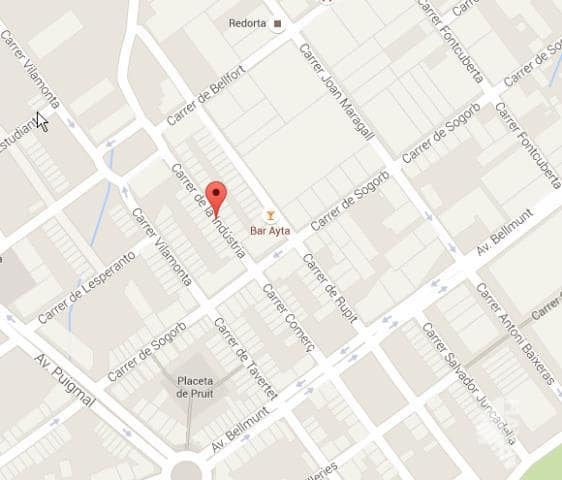 Redorta
Carrer Vilamonta
Carrer Fontcuberta
Carrer de Bellfort
Carrer Joan Maragall
Carrer de Sogorb
Carrer Fontcuberta
Carrer de la Indústria
Carrer de Sogorb
Bar Ayta
Av. Bellmunt
Carrer Vilamonta
Carrer de Lesperanto
Carrer de Rupit
Carrer Comerç
Carrer Antoni Baixeras
Carrer de Sogorb
Carrer de Tavertet
Carrer Salvador Juncadella
Av. Puigmal
Placeta
de Pruit
Av. Bellmunt